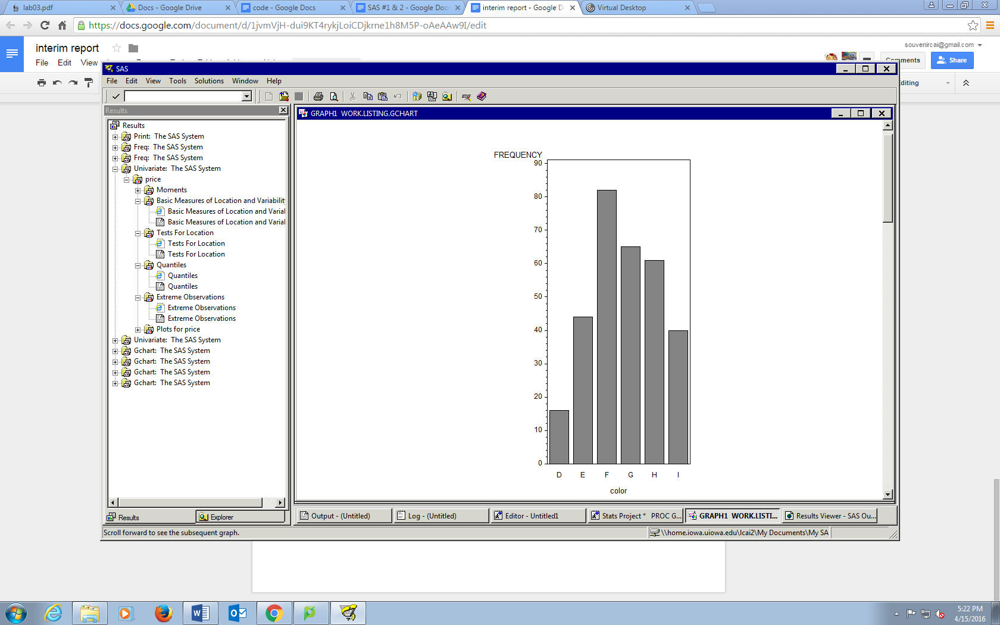 lab03.pdf
Docs - Google Drive
code - Google Docs
SAS #1 & 2 - Google Docs
interim report - Google D
Virtual Desktop
https://docs.google.com/document/d/1jvmVjH-dui9KT4rykjLoiCDjkrne1h8M5P-oAeAAw9I/edit
interim report
souvenircai@gmail.com
File Edit View
Comments
Share
SAS
File Edit View Tools Solutions Window Help
Editing
Results
GRAPH1 WORK.LISTING.GCHART
Results
Print: The SAS System
Freq: The SAS System
Freq: The SAS System
Univariate: The SAS System
price
Moments
Basic Measures of Location and Variability
Basic Measures of Location and Varial
Basic Measures of Location and Varial
Tests For Location
Tests For Location
Tests For Location
Quantiles
Quantiles
Quantiles
Extreme Observations
Extreme Observations
Extreme Observations
Plots for price
Univariate: The SAS System
Gchart: The SAS System
Gchart: The SAS System
Gchart: The SAS System
Gchart: The SAS System
FREQUENCY
90
80
70
60
50
40
30
20
10
0
D E F G H I
color
Results
Explorer
Output - (Untitled)
Log - (Untitled)
Editor - Untitled1
Stats Project * PROC G...
GRAPH1 WORK.LISTI...
Results Viewer - SAS Ou...
Scroll forward to see the subsequent graph.
\\home.iowa.uiowa.edu\lcai2\My Documents\My SA
5:22 PM
4/15/2016